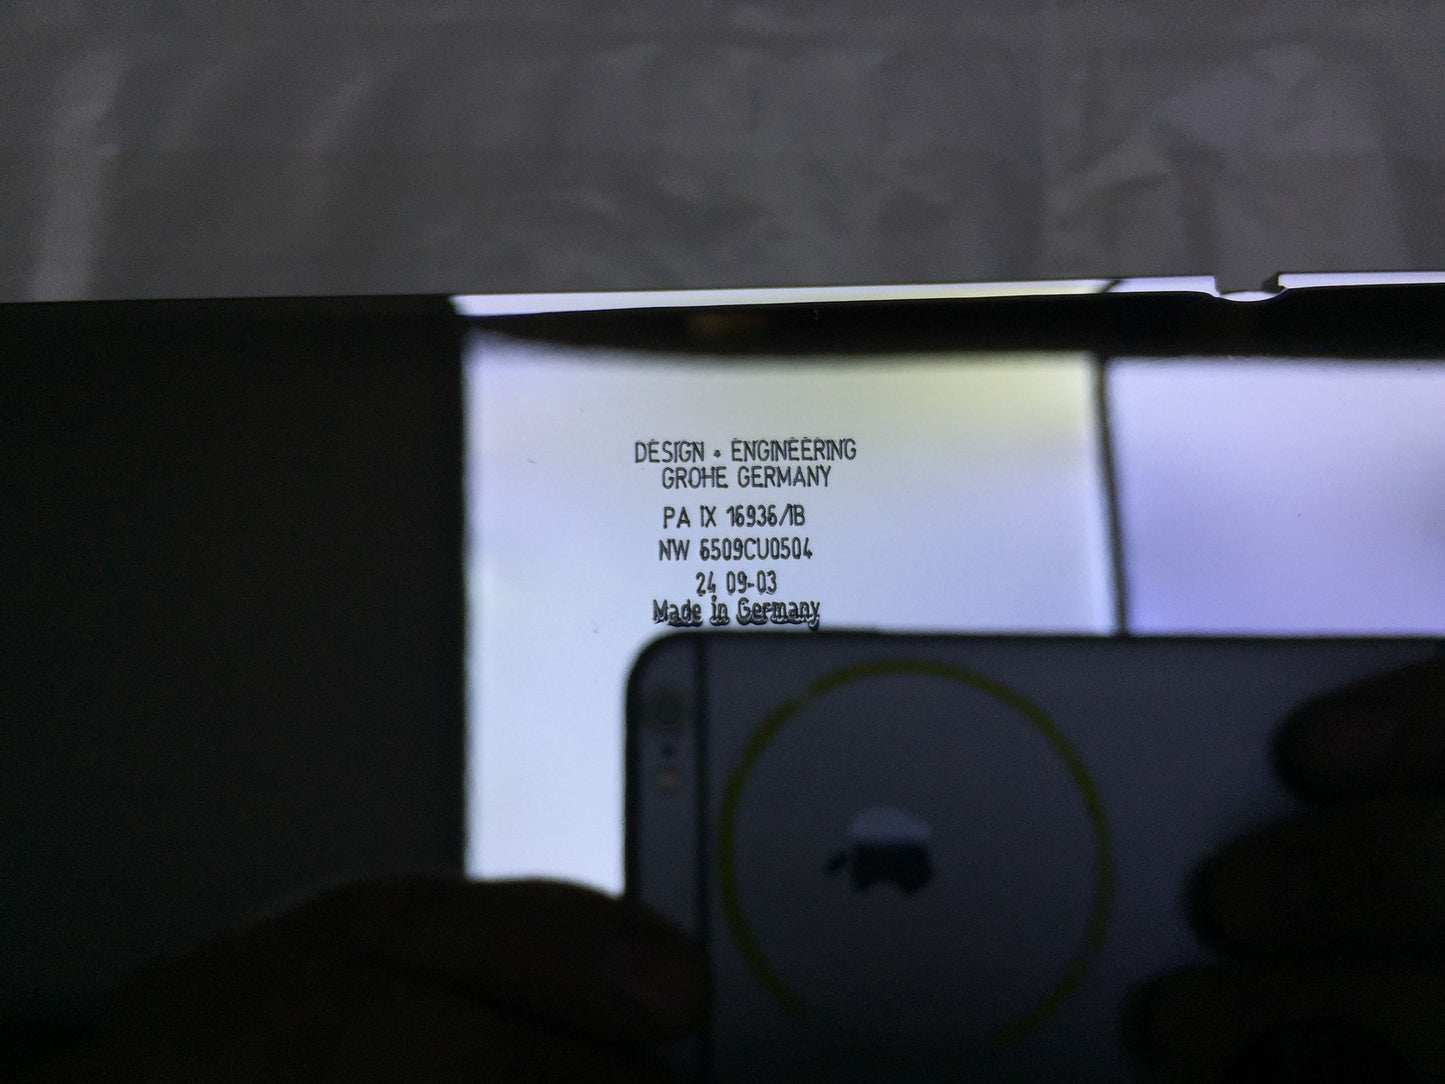 DESIGN + ENGINEERING
GROHE GERMANY
PA IX 16936/IB
NW 6509CU0504
24 09-03
Made in Germany